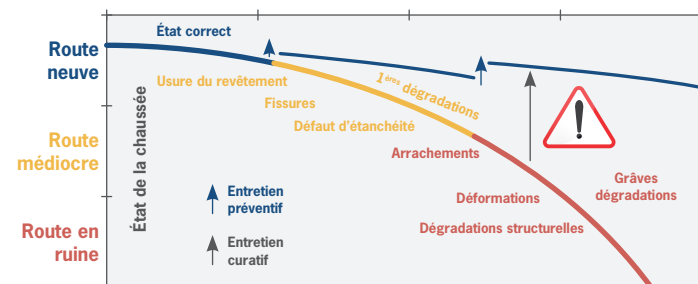 Route
neuve
Route
médiocre
Route en
ruine
État de la chaussée
État correct
Usure du revêtement
Fissures
1ères dégradations
Défaut d'étanchéité
Arrachements
Déformations
Dégradations structurelles
Grâves
dégradations
!
Entretien
préventif
Entretien
curatif